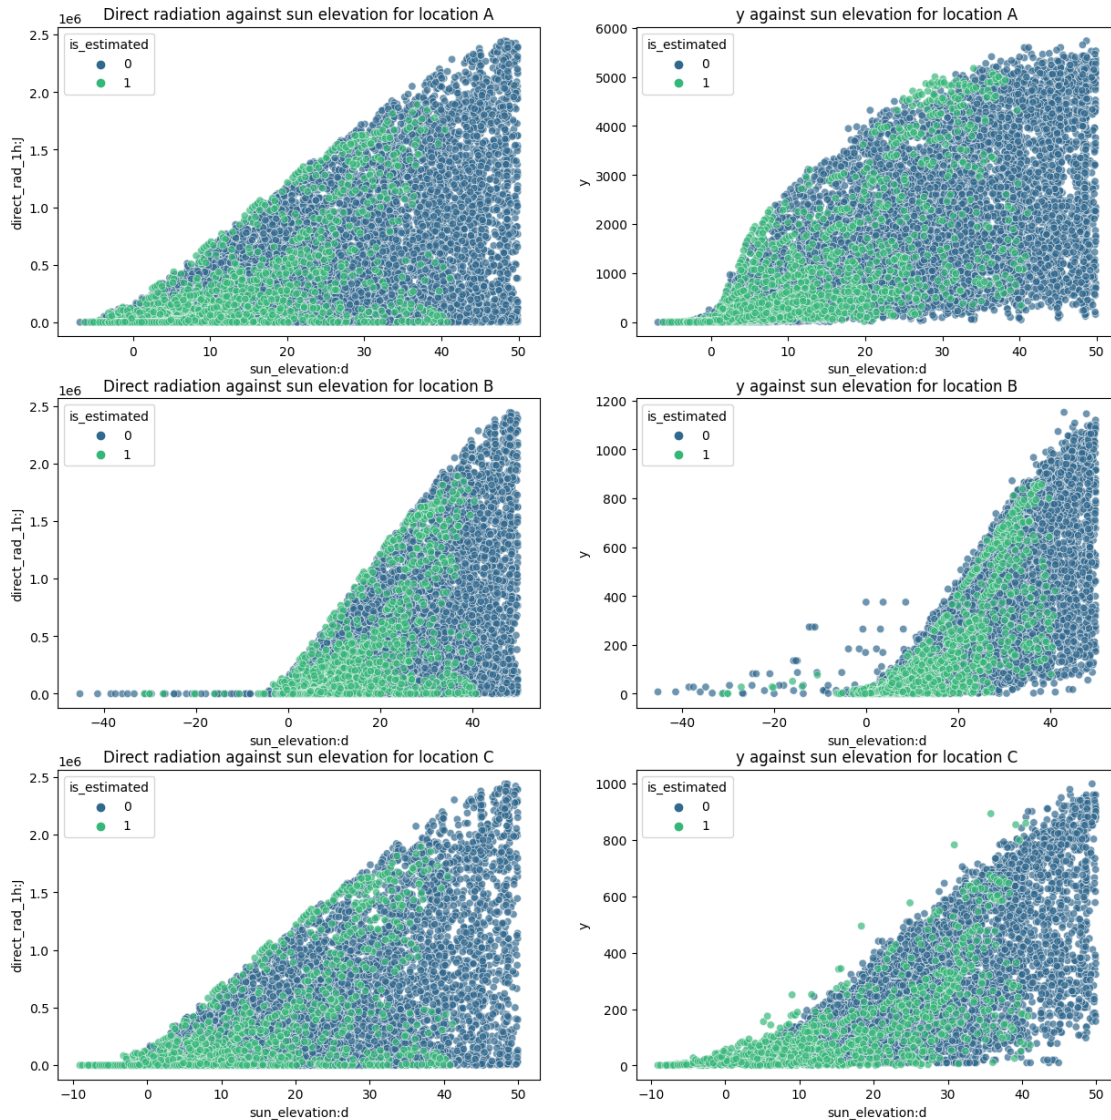 Direct radiation against sun elevation for location A
1e6
2.5
2.0
1.5
1.0
0.5
0.0
direct_rad_1h:J
is_estimated
0
1
0 10 20 30 40 50
sun_elevation:d
y against sun elevation for location A
6000
5000
4000
3000
2000
1000
0
y
is_estimated
0
1
0 10 20 30 40 50
sun_elevation:d
Direct radiation against sun elevation for location B
1e6
2.5
2.0
1.5
1.0
0.5
0.0
direct_rad_1h:J
is_estimated
0
1
−40 −20 0 20 40
sun_elevation:d
y against sun elevation for location B
1200
1000
800
600
400
200
0
y
is_estimated
0
1
−40 −20 0 20 40
sun_elevation:d
Direct radiation against sun elevation for location C
1e6
2.5
2.0
1.5
1.0
0.5
0.0
direct_rad_1h:J
is_estimated
0
1
−10 0 10 20 30 40 50
sun_elevation:d
y against sun elevation for location C
1000
800
600
400
200
0
y
is_estimated
0
1
−10 0 10 20 30 40 50
sun_elevation:d